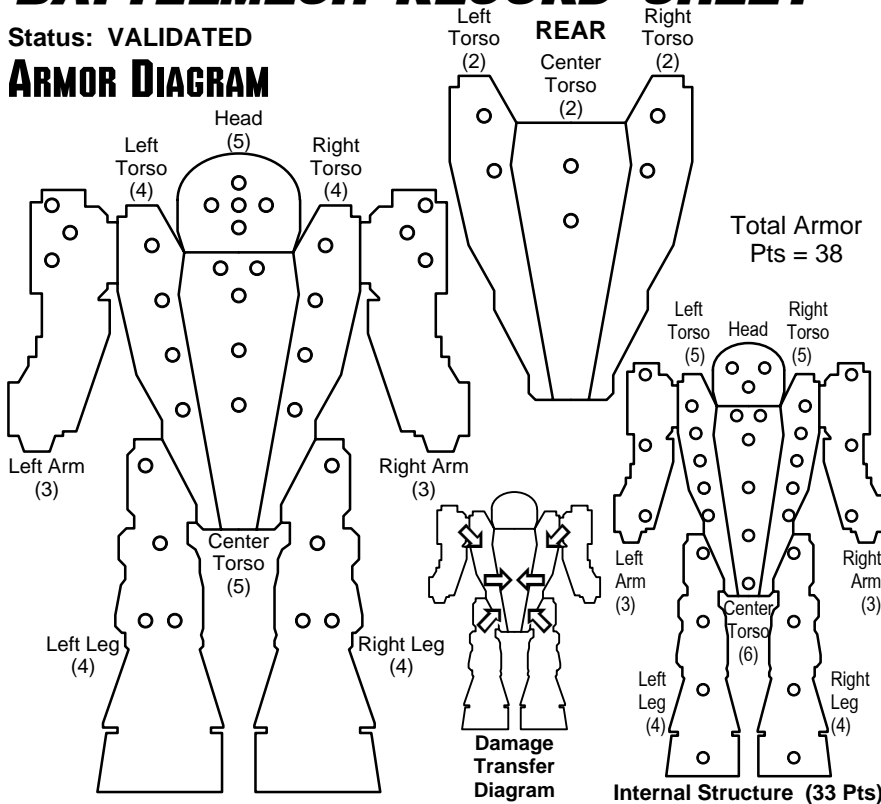 BATTLEMECH RECORD SHEET
Status: VALIDATED
ARMOR DIAGRAM
Left
Torso
(2)
REAR
Right
Torso
(2)
Center
Torso
(2)
Head
(5)
Left
Torso
(4)
Right
Torso
(4)
Total Armor
Pts = 38
Left Arm
(3)
Right Arm
(3)
Center
Torso
(5)
Left Leg
(4)
Right Leg
(4)
Damage
Transfer
Diagram
Left
Torso
(5)
Head
Right
Torso
(5)
Left
Arm
(3)
Right
Arm
(3)
Center
Torso
(6)
Left
Leg
(4)
Right
Leg
(4)
Internal Structure (33 Pts)